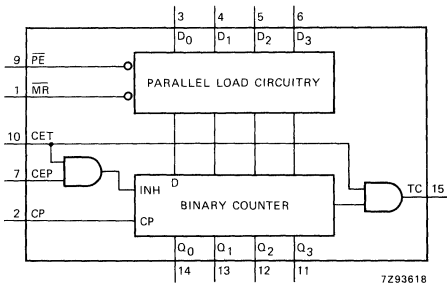 3 4 5 6
D0 D1 D2 D3
9 PE
PARALLEL LOAD CIRCUITRY
1 MR
10 CET
7 CEP
D
INH
BINARY COUNTER
TC 15
2 CP
CP
Q0 Q1 Q2 Q3
14 13 12 11
7Z93618